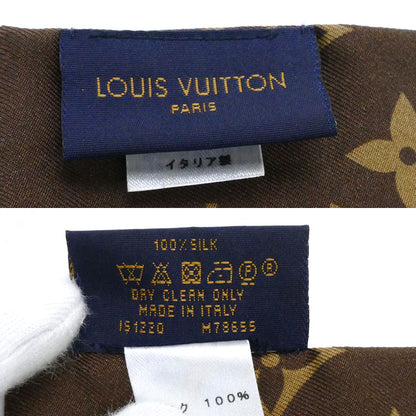 LOUIS VUITTON
PARIS
イタリア製
100% SILK
DRY CLEAN ONLY
MADE IN ITALY
IS1220 M78655
ク 100%